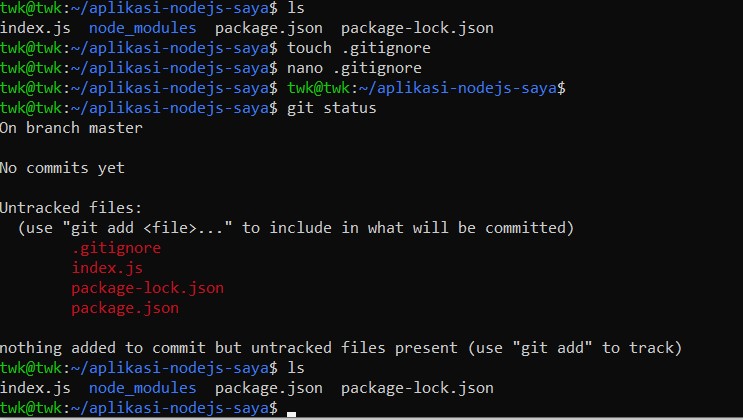 twk@twk:~/aplikasi-nodejs-saya$ ls
index.js  node_modules  package.json  package-lock.json
twk@twk:~/aplikasi-nodejs-saya$ touch .gitignore
twk@twk:~/aplikasi-nodejs-saya$ nano .gitignore
twk@twk:~/aplikasi-nodejs-saya$ twk@twk:~/aplikasi-nodejs-saya$
twk@twk:~/aplikasi-nodejs-saya$ git status
On branch master
No commits yet
Untracked files:
  (use "git add <file>..." to include in what will be committed)
        .gitignore
        index.js
        package-lock.json
        package.json
nothing added to commit but untracked files present (use "git add" to track)
twk@twk:~/aplikasi-nodejs-saya$ ls
index.js  node_modules  package.json  package-lock.json
twk@twk:~/aplikasi-nodejs-saya$